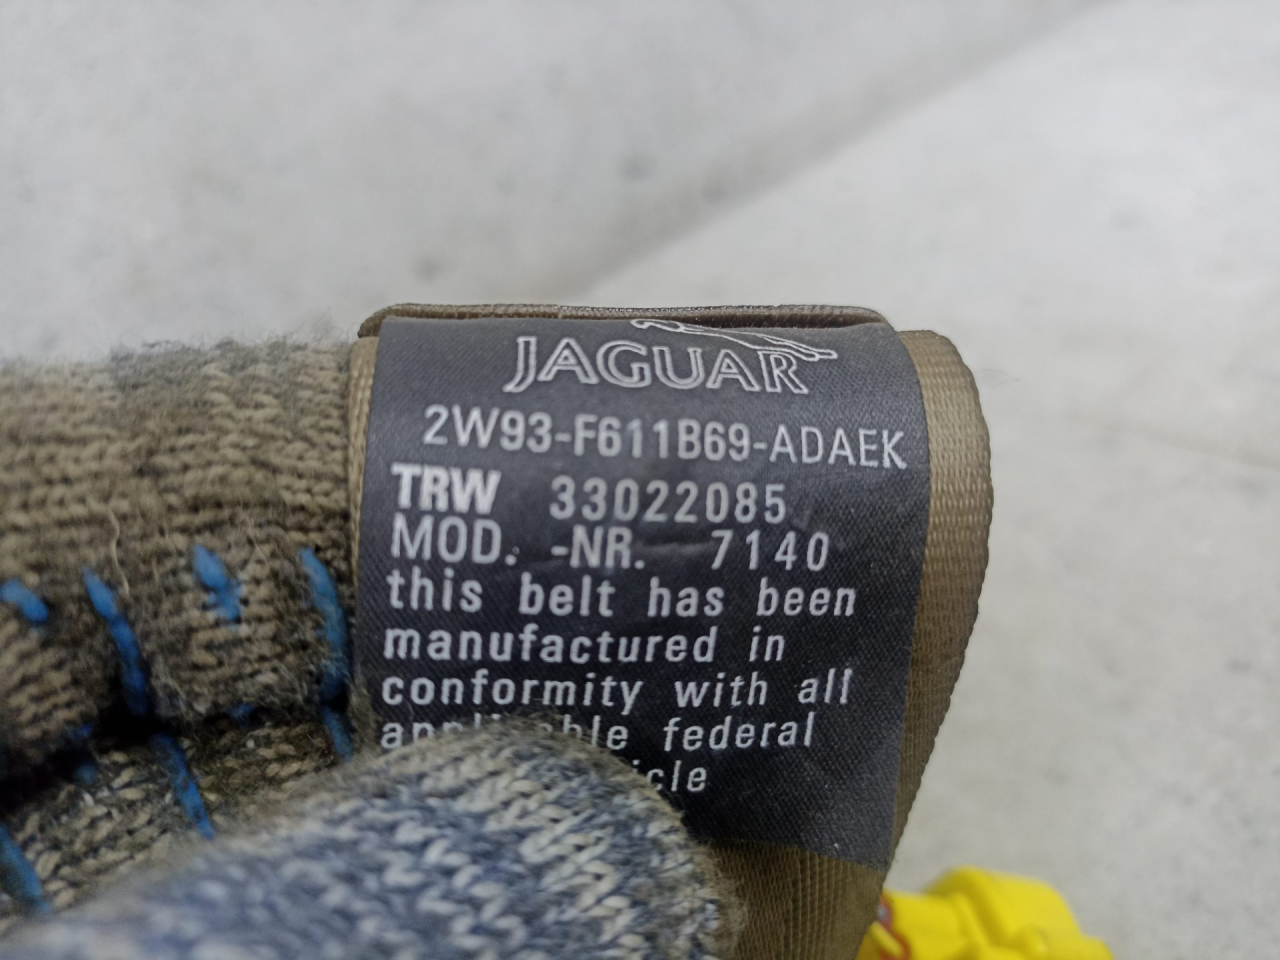 JAGUAR
2W93-F611B69-ADAEK
TRW 33022085
MOD. -NR. 7140
this belt has been
manufactured in
conformity with all
federal